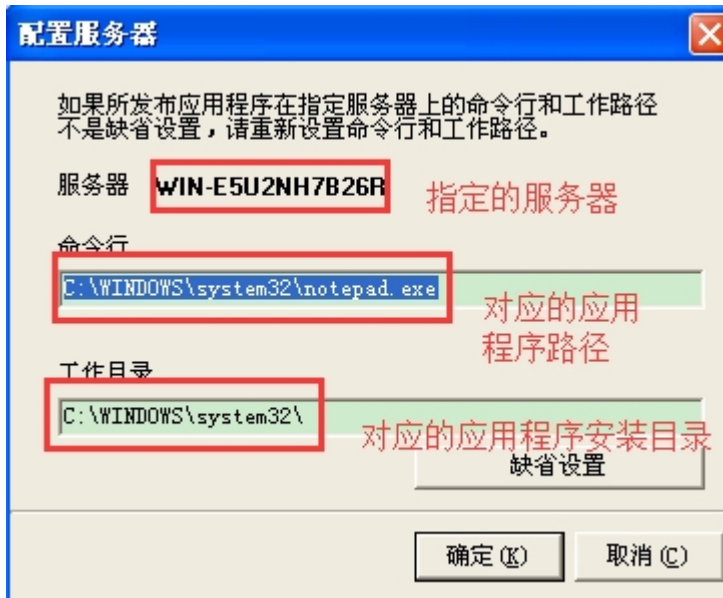 配置服务器
如果所发布应用程序在指定服务器上的命令行和工作路径
不是缺省设置，请重新设置命令行和工作路径。
服务器 WIN-E5U2NH7B26R 指定的服务器
命令行
C:\WINDOWS\system32\notepad.exe
对应的应用
程序路径
工作目录
C:\WINDOWS\system32\
对应的应用程序安装目录
缺省设置
确定(K) 取消(C)